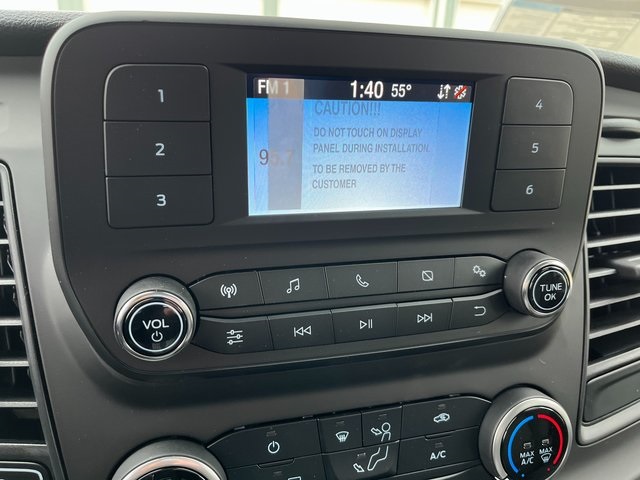 FM 1 1:40 55°
CAUTION!!!
DO NOT TOUCH ON DISPLAY
PANEL DURING INSTALLATION.
TO BE REMOVED BY THE
CUSTOMER
1
2
3
4
5
6
VOL
TUNE
OK
A/C
MAX
A/C
MAX